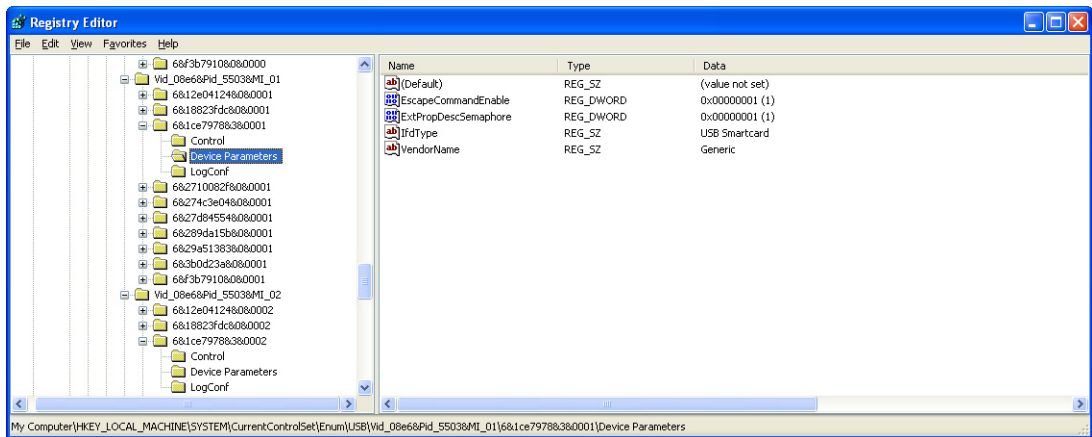 Registry Editor
File Edit View Favorites Help
6&f3b7910&0&0000
Vid_08e6&Pid_5503&MI_01
6&12e04124&0&0001
6&18823fdc&0&0001
6&1ce7978&3&0001
Control
Device Parameters
LogConf
6&2710082f&0&0001
6&274c3e04&0&0001
6&27d84554&0&0001
6&289da15b&0&0001
6&29a51383&0&0001
6&3b0d23a&0&0001
6&f3b7910&0&0001
Vid_08e6&Pid_5503&MI_02
6&12e04124&0&0002
6&18823fdc&0&0002
6&1ce7978&3&0002
Control
Device Parameters
LogConf
Name Type Data
(Default) REG_SZ (value not set)
EscapeCommandEnable REG_DWORD 0x00000001 (1)
ExtPropDescSemaphore REG_DWORD 0x00000001 (1)
IfdType REG_SZ USB Smartcard
VendorName REG_SZ Generic
My Computer\HKEY_LOCAL_MACHINE\SYSTEM\CurrentControlSet\Enum\USB\Vid_08e6&Pid_5503&MI_01\6&1ce7978&3&0001\Device Parameters